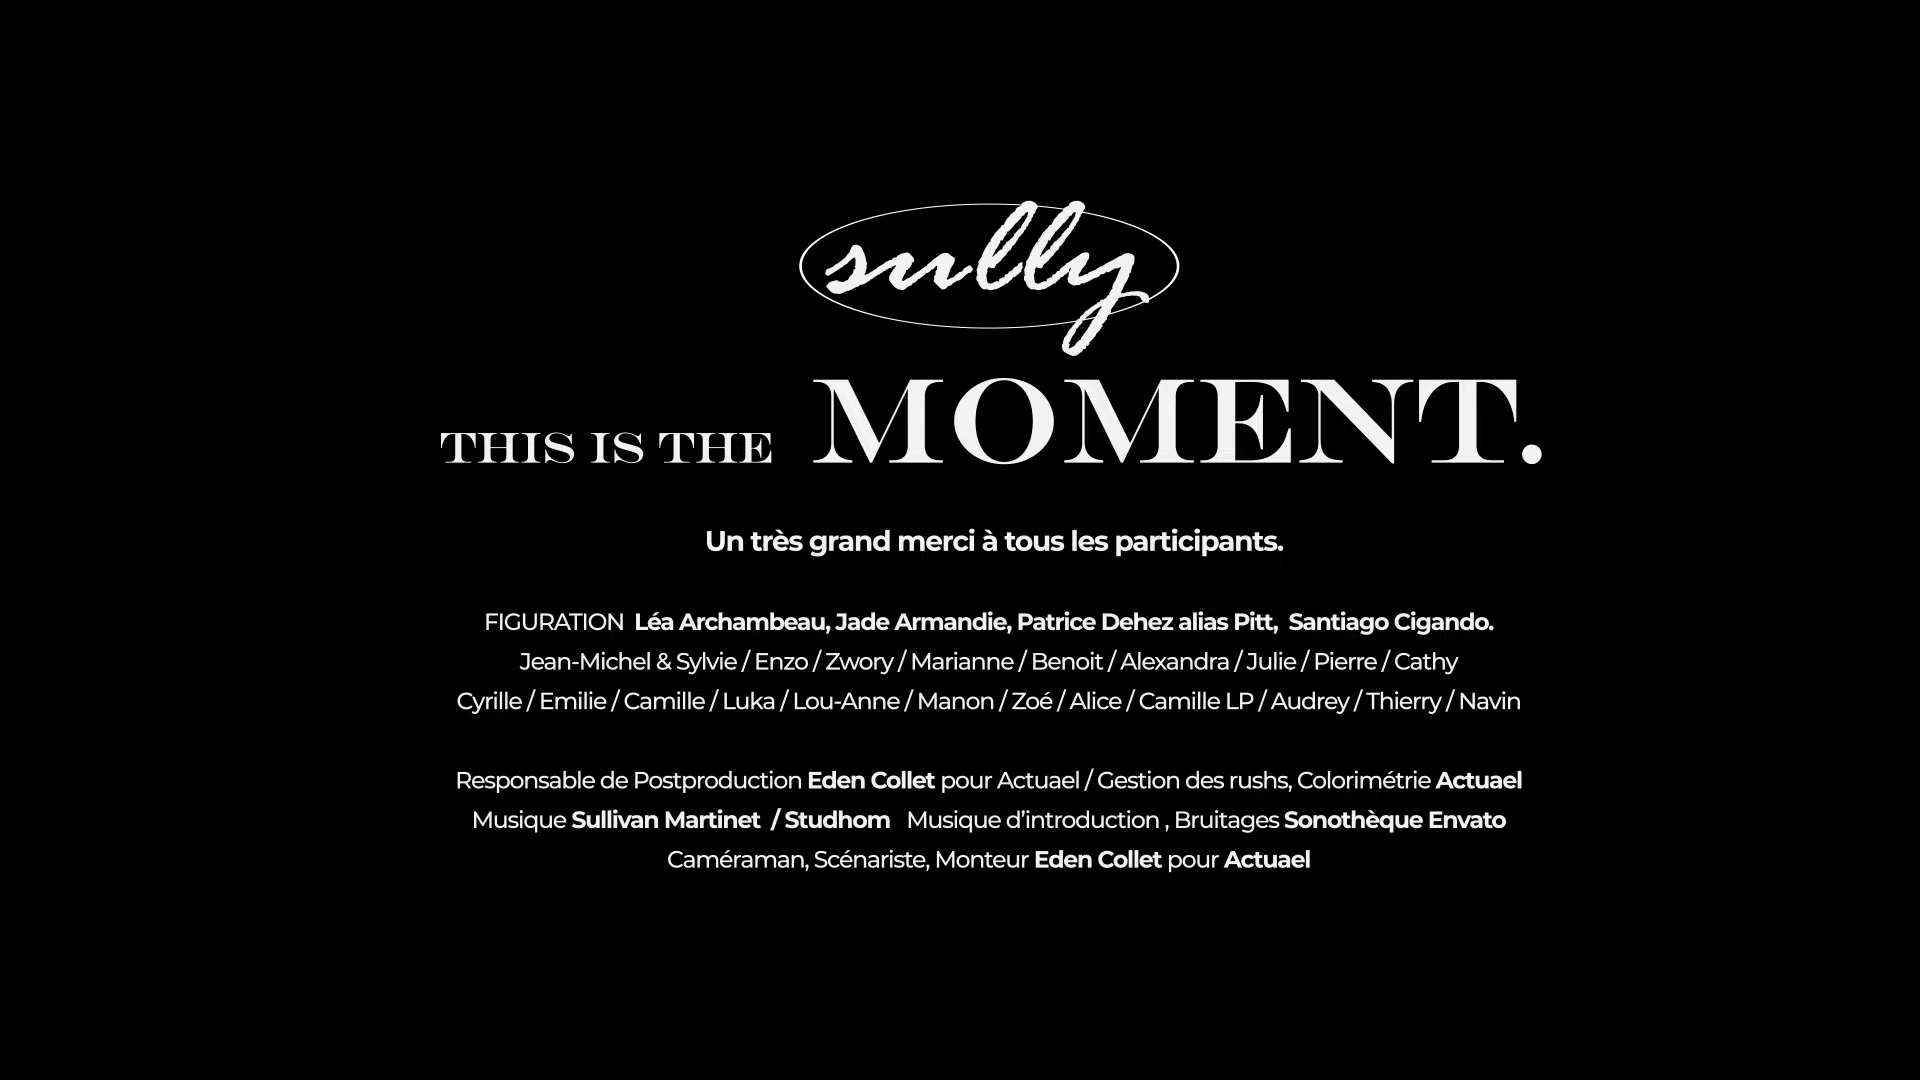 sully
THIS IS THE MOMENT.
Un très grand merci à tous les participants.
FIGURATION Léa Archambeau, Jade Armandie, Patrice Dehez alias Pitt, Santiago Cigando.
Jean-Michel & Sylvie / Enzo / Zwory / Marianne / Benoit / Alexandra / Julie / Pierre / Cathy
Cyrille / Emilie / Camille / Luka / Lou-Anne / Manon / Zoé / Alice / Camille LP / Audrey / Thierry / Navin
Responsable de Postproduction Eden Collet pour Actuael / Gestion des rushs, Colorimétrie Actuael
Musique Sullivan Martinet / Studhom Musique d’introduction , Bruitages Sonothèque Envato
Caméraman, Scénariste, Monteur Eden Collet pour Actuael